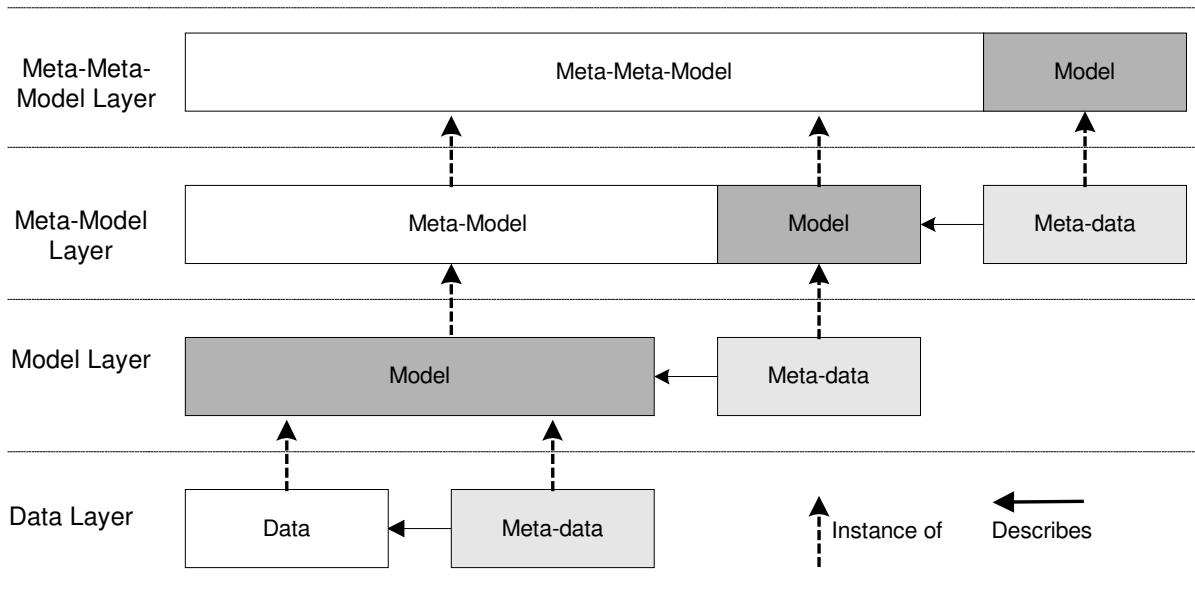 Meta-Meta-
Model Layer
Meta-Meta-Model
Model
Meta-Model
Layer
Meta-Model
Model
Meta-data
Model Layer
Model
Meta-data
Data Layer
Data
Meta-data
Instance of
Describes